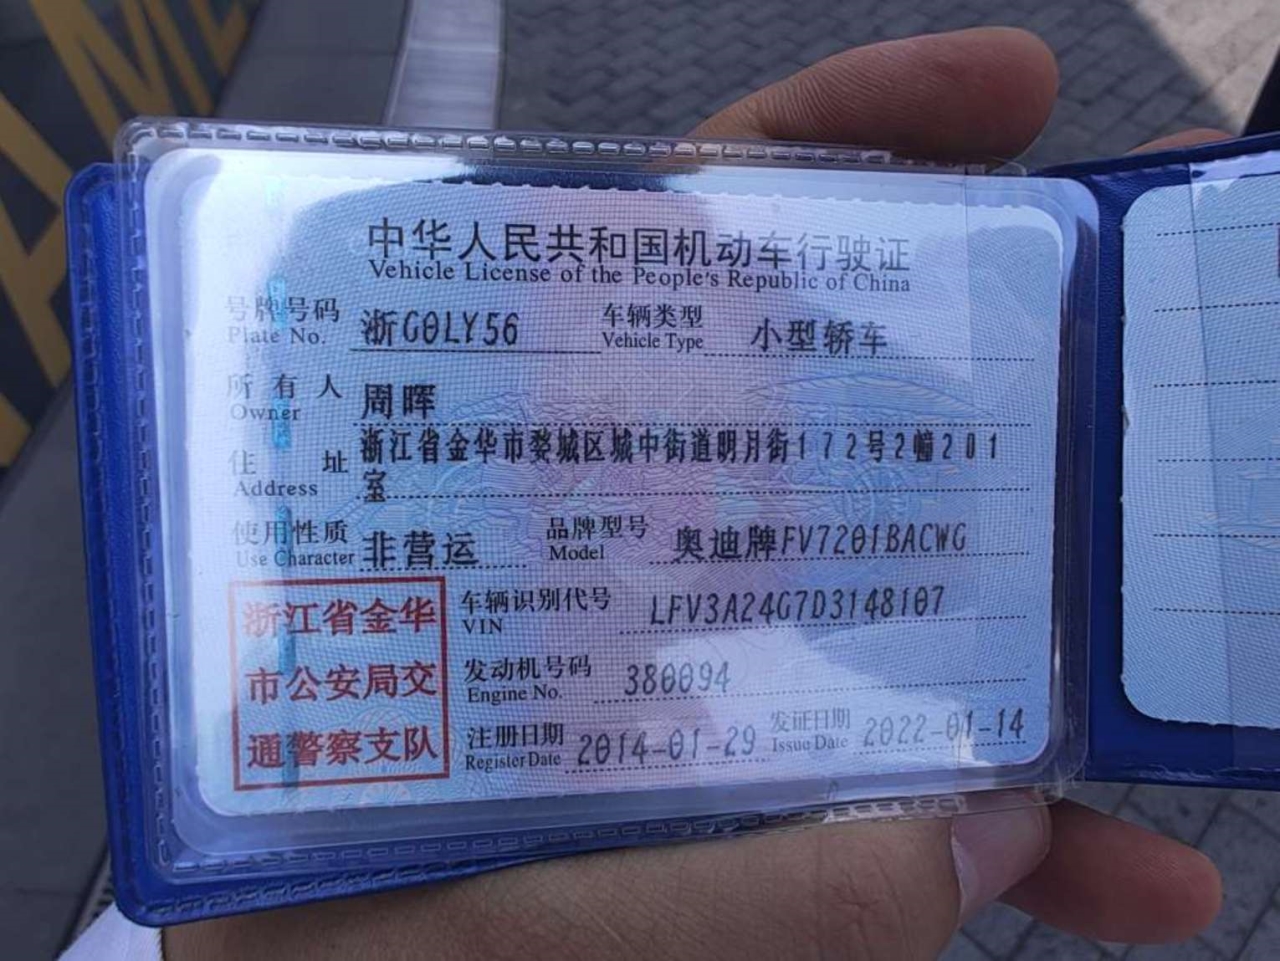 中华人民共和国机动车行驶证
Vehicle License of the People's Republic of China
号牌号码 浙G0LY56 车辆类型 小型轿车
Plate No. Vehicle Type
所有人 周晖
Owner
住址 浙江省金华市婺城区城中街道明月街172号2幢201
Address 室
使用性质 非营运 品牌型号 奥迪牌FV7201BACWG
Use Character Model
车辆识别代号 LFV3A24G7D3148107
VIN
发动机号码 380094
Engine No.
注册日期 2014-01-29 发证日期 2022-01-14
Register Date Issue Date
浙江省金华
市公安局交
通警察支队